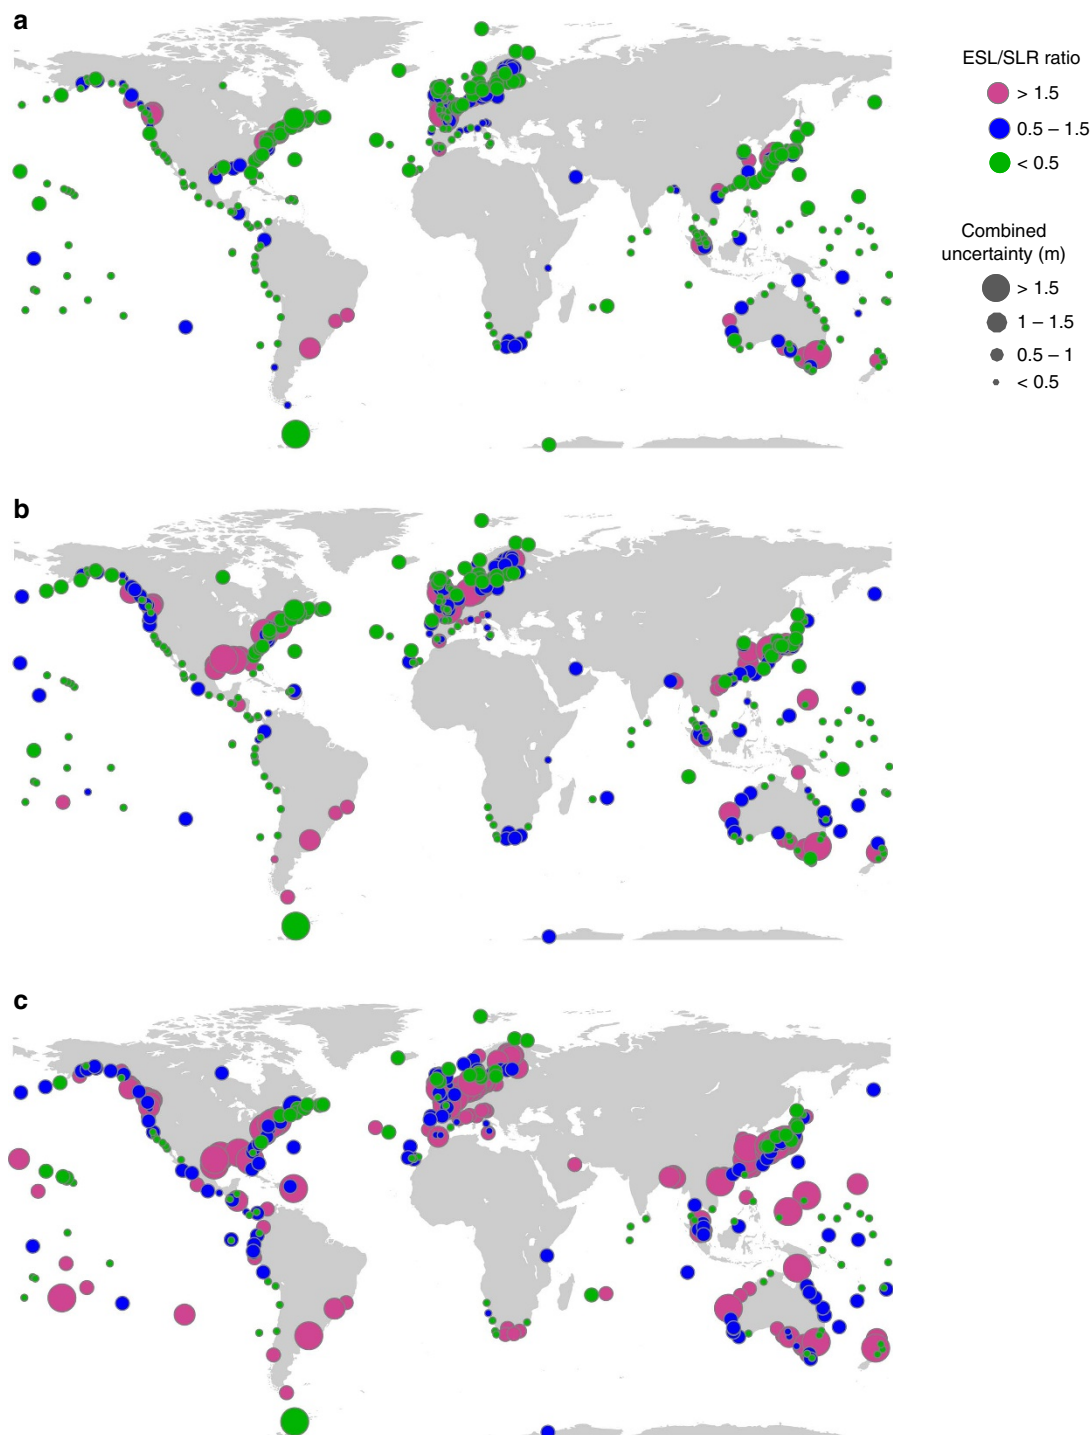 a
ESL/SLR ratio
> 1.5
0.5 – 1.5
< 0.5
Combined
uncertainty (m)
> 1.5
1 – 1.5
0.5 – 1
< 0.5
b
c